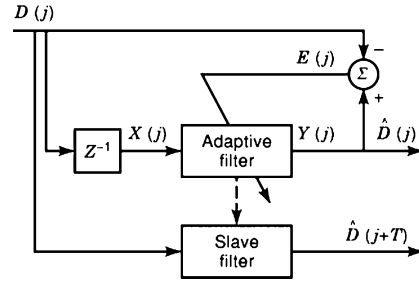 D (j)
−
E (j)
Σ
+
X (j)
Y (j)
D̂ (j)
Z⁻¹
Adaptive
filter
Slave
filter
D̂ (j+T)